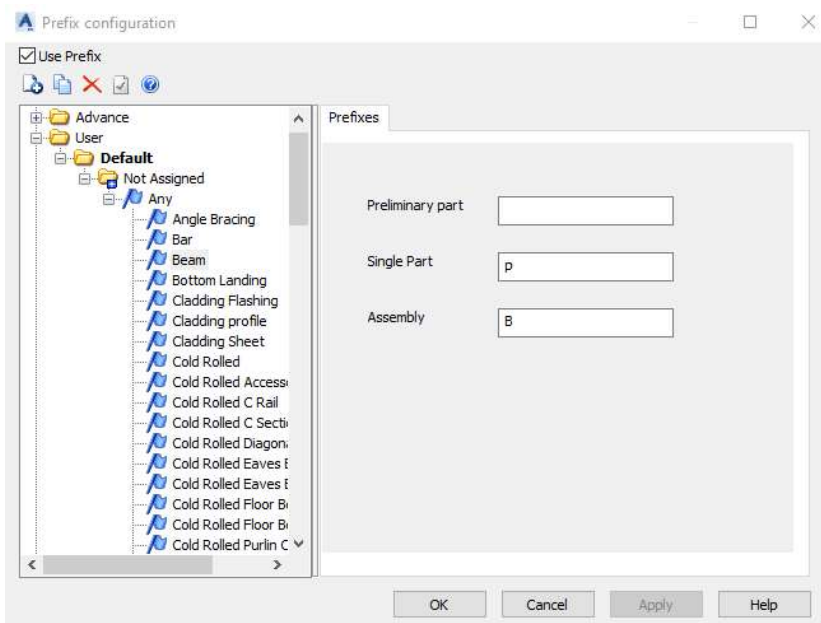 Prefix configuration
Use Prefix
Advance
User
Default
Not Assigned
Any
Angle Bracing
Bar
Beam
Bottom Landing
Cladding Flashing
Cladding profile
Cladding Sheet
Cold Rolled
Cold Rolled Access
Cold Rolled C Rail
Cold Rolled C Secti
Cold Rolled Diagon
Cold Rolled Eaves
Cold Rolled Eaves
Cold Rolled Floor B
Cold Rolled Floor B
Cold Rolled Purlin C
Prefixes
Preliminary part
Single Part p
Assembly B
OK Cancel Apply Help